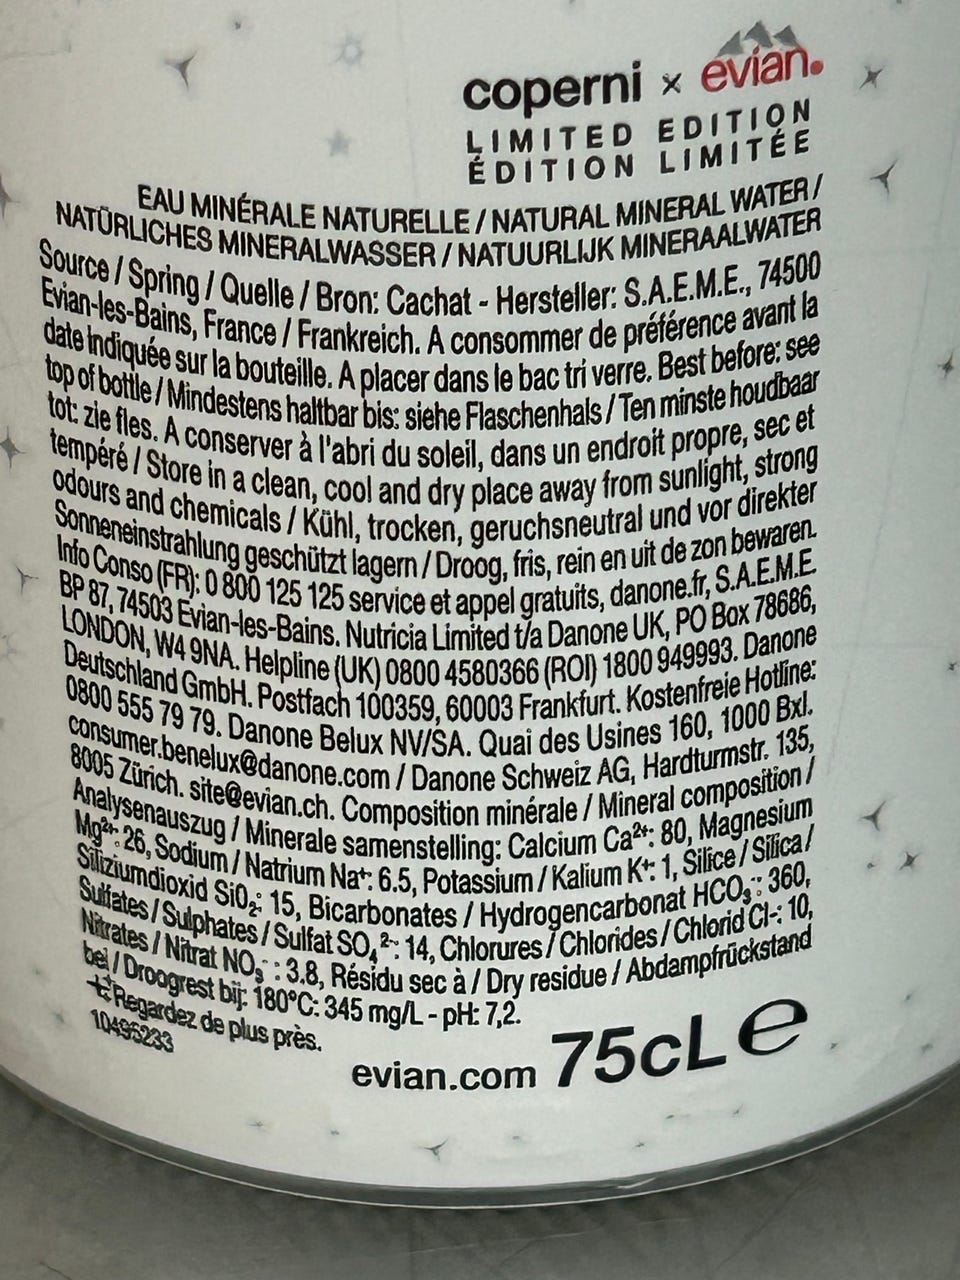 coperni × evian.
LIMITED EDITION
ÉDITION LIMITÉE
EAU MINÉRALE NATURELLE / NATURAL MINERAL WATER /
NATÜRLICHES MINERALWASSER / NATUURLIJK MINERAALWATER
Source / Spring / Quelle / Bron: Cachat - Hersteller: S.A.E.M.E., 74500
Evian-les-Bains, France / Frankreich. A consommer de préférence avant la
date indiquée sur la bouteille. A placer dans le bac tri verre. Best before: see
top of bottle / Mindestens haltbar bis: siehe Flaschenhals / Ten minste houdbaar
tot: zie fles. A conserver à l'abri du soleil, dans un endroit propre, sec et
tempéré / Store in a clean, cool and dry place away from sunlight, strong
odours and chemicals / Kühl, trocken, geruchsneutral und vor direkter
Sonneneinstrahlung geschützt lagern / Droog, fris, rein en uit de zon bewaren.
Info Conso (FR): 0 800 125 125 service et appel gratuits, danone.fr, S.A.E.M.E.
BP 87, 74503 Evian-les-Bains. Nutricia Limited t/a Danone UK, PO Box 78686,
LONDON, W4 9NA. Helpline (UK) 0800 4580366 (ROI) 1800 949993. Danone
Deutschland GmbH. Postfach 100359, 60003 Frankfurt. Kostenfreie Hotline:
0800 555 79 79. Danone Belux NV/SA. Quai des Usines 160, 1000 Bxl.
consumer.benelux@danone.com / Danone Schweiz AG, Hardturmstr. 135,
8005 Zürich. site@evian.ch. Composition minérale / Mineral composition /
Analysenauszug / Minerale samenstelling: Calcium Ca²⁺: 80, Magnesium
Mg²⁺: 26, Sodium / Natrium Na⁺: 6.5, Potassium / Kalium K⁺: 1, Silice / Silica /
Siliziumdioxid SiO₂: 15, Bicarbonates / Hydrogencarbonat HCO₃⁻: 360,
Sulfates / Sulphates / Sulfat SO₄²⁻: 14, Chlorures / Chlorides / Chlorid Cl-: 10,
Nitrates / Nitrat NO₃⁻: 3.8, Résidu sec à / Dry residue / Abdampfrückstand
bei / Droogrest bij: 180°C: 345 mg/L - pH: 7,2.
Regardez de plus près.
10495233
evian.com 75cL ℮